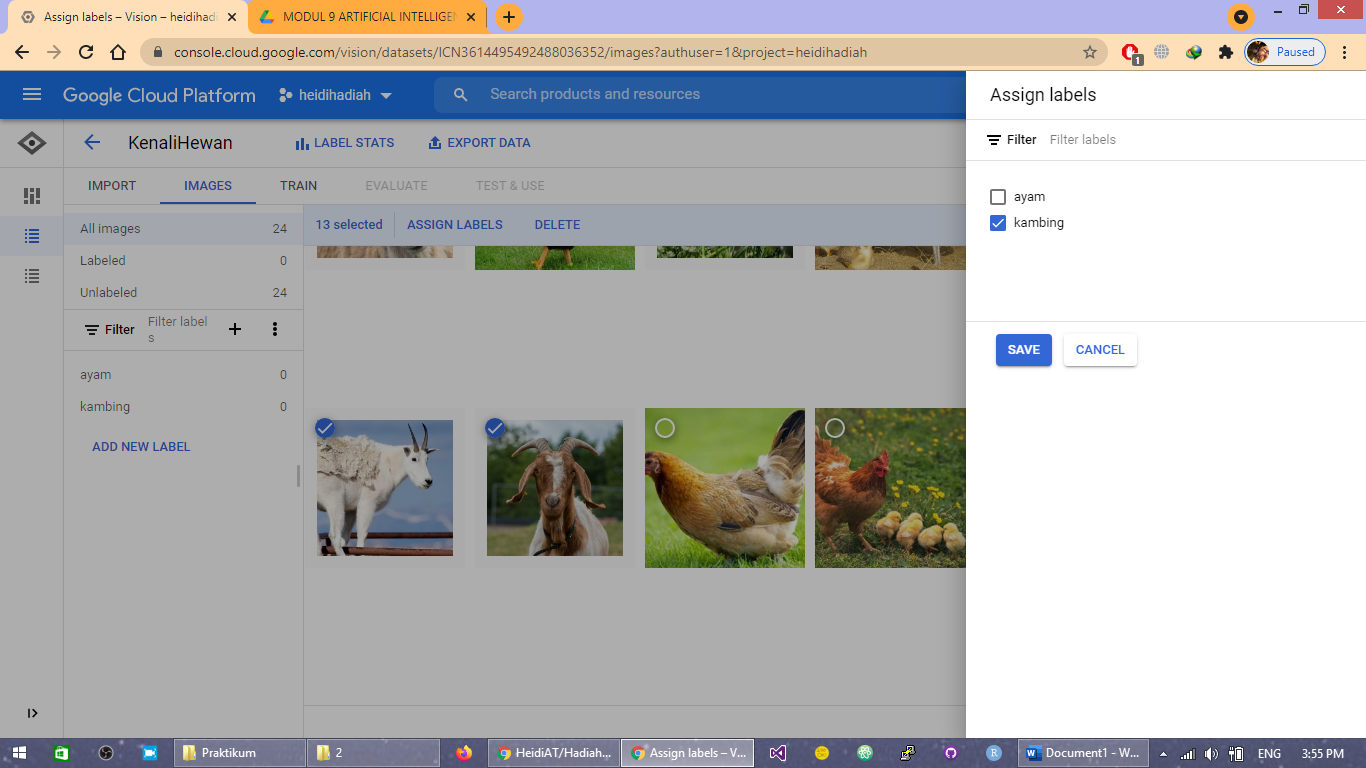 Assign labels – Vision – heidihadi
MODUL 9 ARTIFICIAL INTELLIGEN
console.cloud.google.com/vision/datasets/ICN3614495492488036352/images?authuser=1&project=heidihadiah
1
Paused
Google Cloud Platform
heidihadiah
Search products and resources
Assign labels
KenaliHewan
LABEL STATS
EXPORT DATA
Filter
Filter labels
IMPORT
IMAGES
TRAIN
EVALUATE
TEST & USE
ayam
kambing
All images 24
13 selected
ASSIGN LABELS
DELETE
Labeled 0
Unlabeled 24
Filter
Filter label
s
SAVE
CANCEL
ayam 0
kambing 0
ADD NEW LABEL
Praktikum
2
HeidiAT/Hadiah...
Assign labels – V...
R
Document1 - W...
ENG
3:55 PM